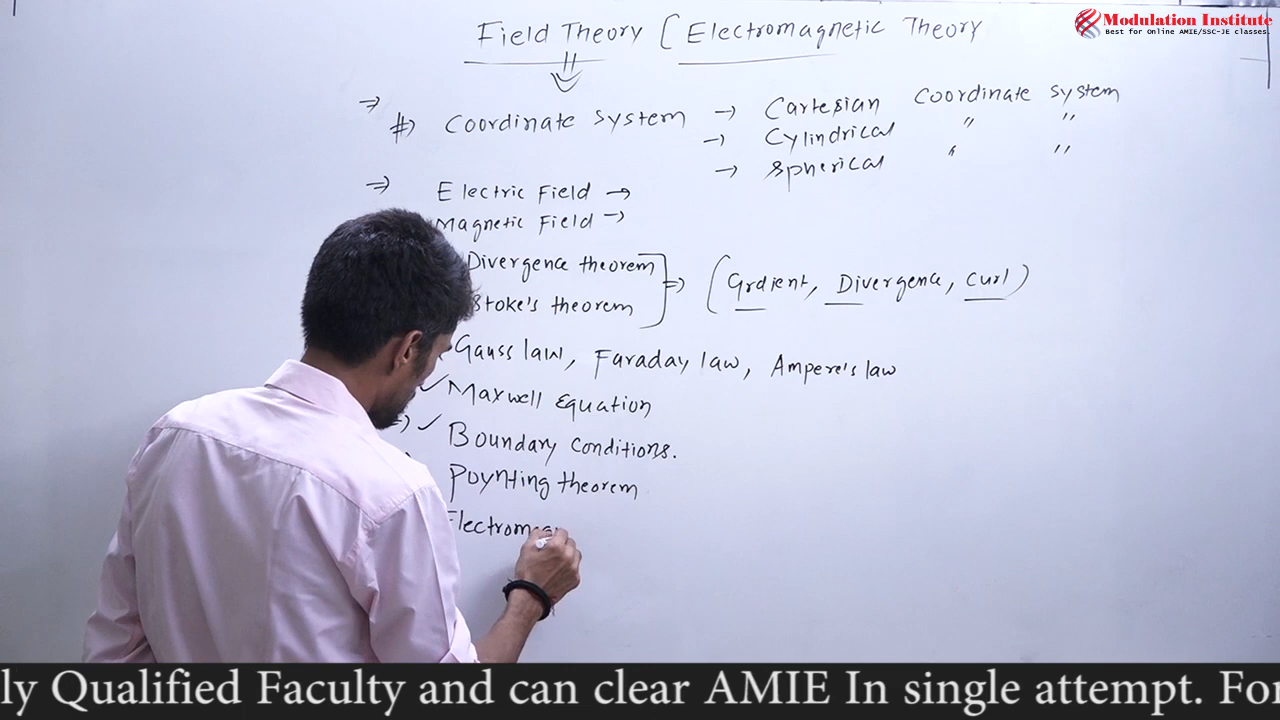 Field Theory [ Electromagnetic Theory
Modulation Institute
Best for Online AMIE/SSC-JE classes.
⇒ #) Coordinate System → Cartesian Coordinate System
→ Cylindrical " "
→ Spherical " "
⇒ Electric Field →
Magnetic Field →
Divergence theorem
Stoke's theorem ⇒ (Grdient, Divergence, Curl)
Gauss law, Faraday law, Ampere's law
✓ Maxwell Equation
✓ Boundary Conditions.
Poynting theorem
ly Qualified Faculty and can clear AMIE In single attempt. For